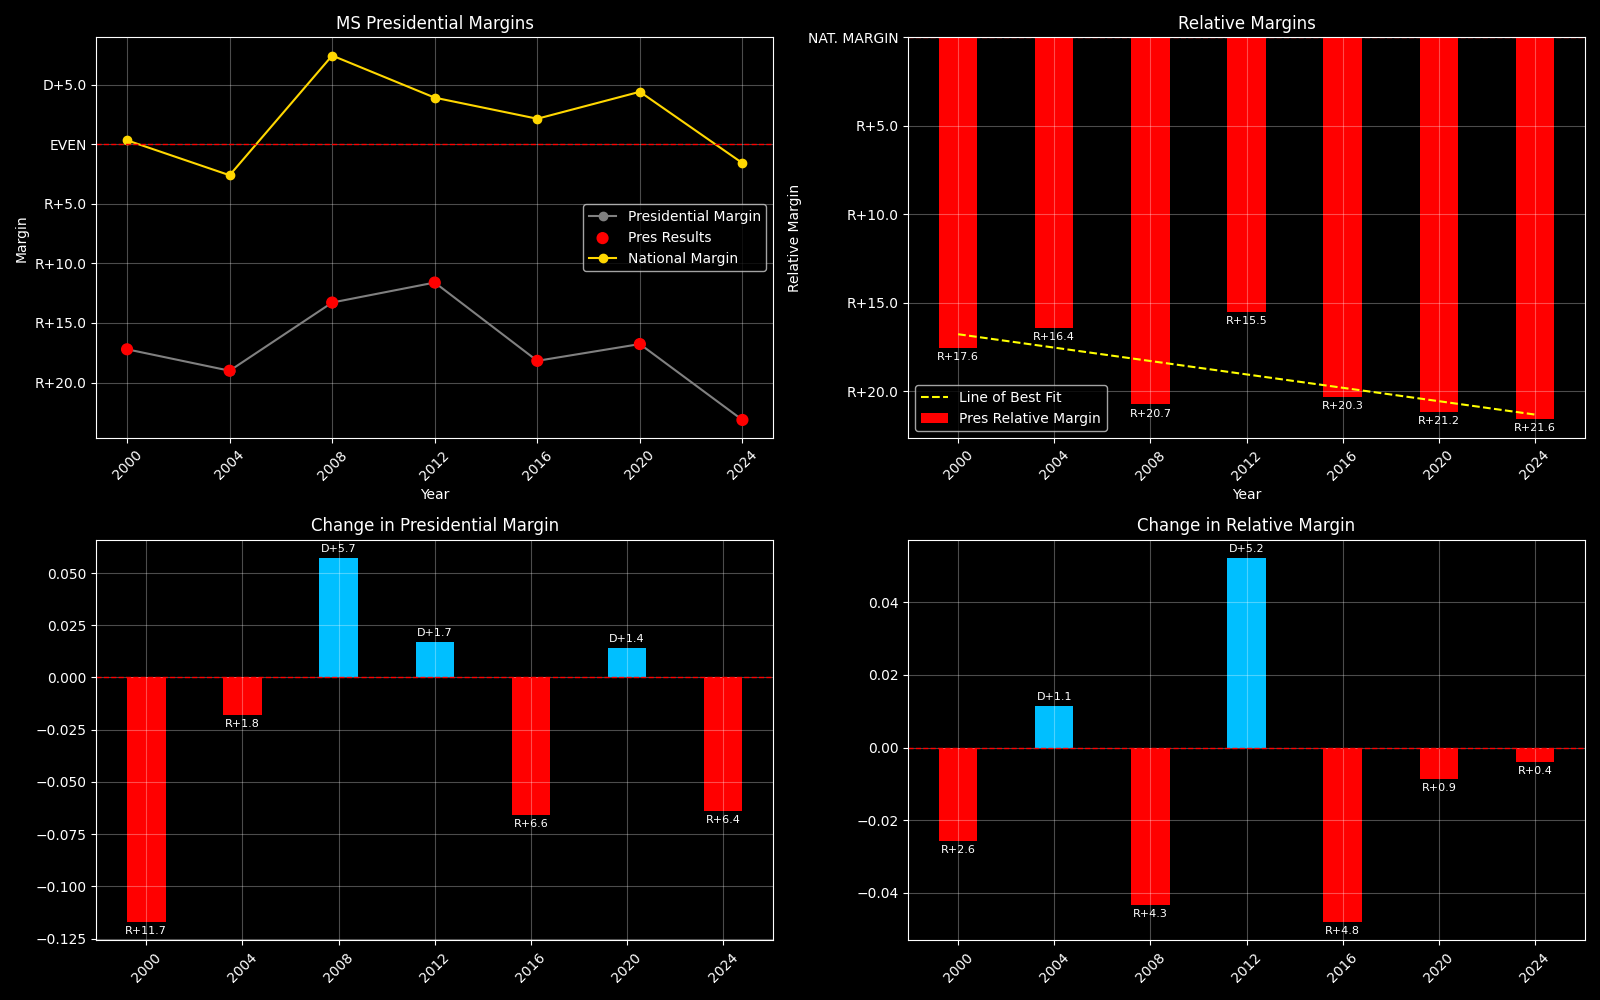 MS Presidential Margins
D+5.0
EVEN
R+5.0
R+10.0
R+15.0
R+20.0
Margin
Presidential Margin
Pres Results
National Margin
2000
2004
2008
2012
2016
2020
2024
Year
Relative Margins
NAT. MARGIN
R+5.0
R+10.0
R+15.0
R+20.0
Relative Margin
R+17.6
R+16.4
R+20.7
R+15.5
R+20.3
R+21.2
R+21.6
Line of Best Fit
Pres Relative Margin
2000
2004
2008
2012
2016
2020
2024
Year
Change in Presidential Margin
0.050
0.025
0.000
−0.025
−0.050
−0.075
−0.100
−0.125
R+11.7
R+1.8
D+5.7
D+1.7
R+6.6
D+1.4
R+6.4
2000
2004
2008
2012
2016
2020
2024
Change in Relative Margin
0.04
0.02
0.00
−0.02
−0.04
R+2.6
D+1.1
R+4.3
D+5.2
R+4.8
R+0.9
R+0.4
2000
2004
2008
2012
2016
2020
2024